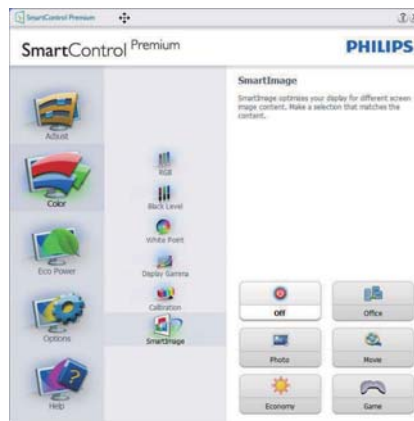 SmartControl Premium
SmartControl Premium
PHILIPS
Adjust
Color
Eco Power
Options
Help
RGB
Black Level
White Point
Display Gamma
Calibration
SmartImage
SmartImage
SmartImage optimizes your display for different screen
image content. Make a selection that matches the
content.
Off
Office
Photo
Movie
Economy
Game